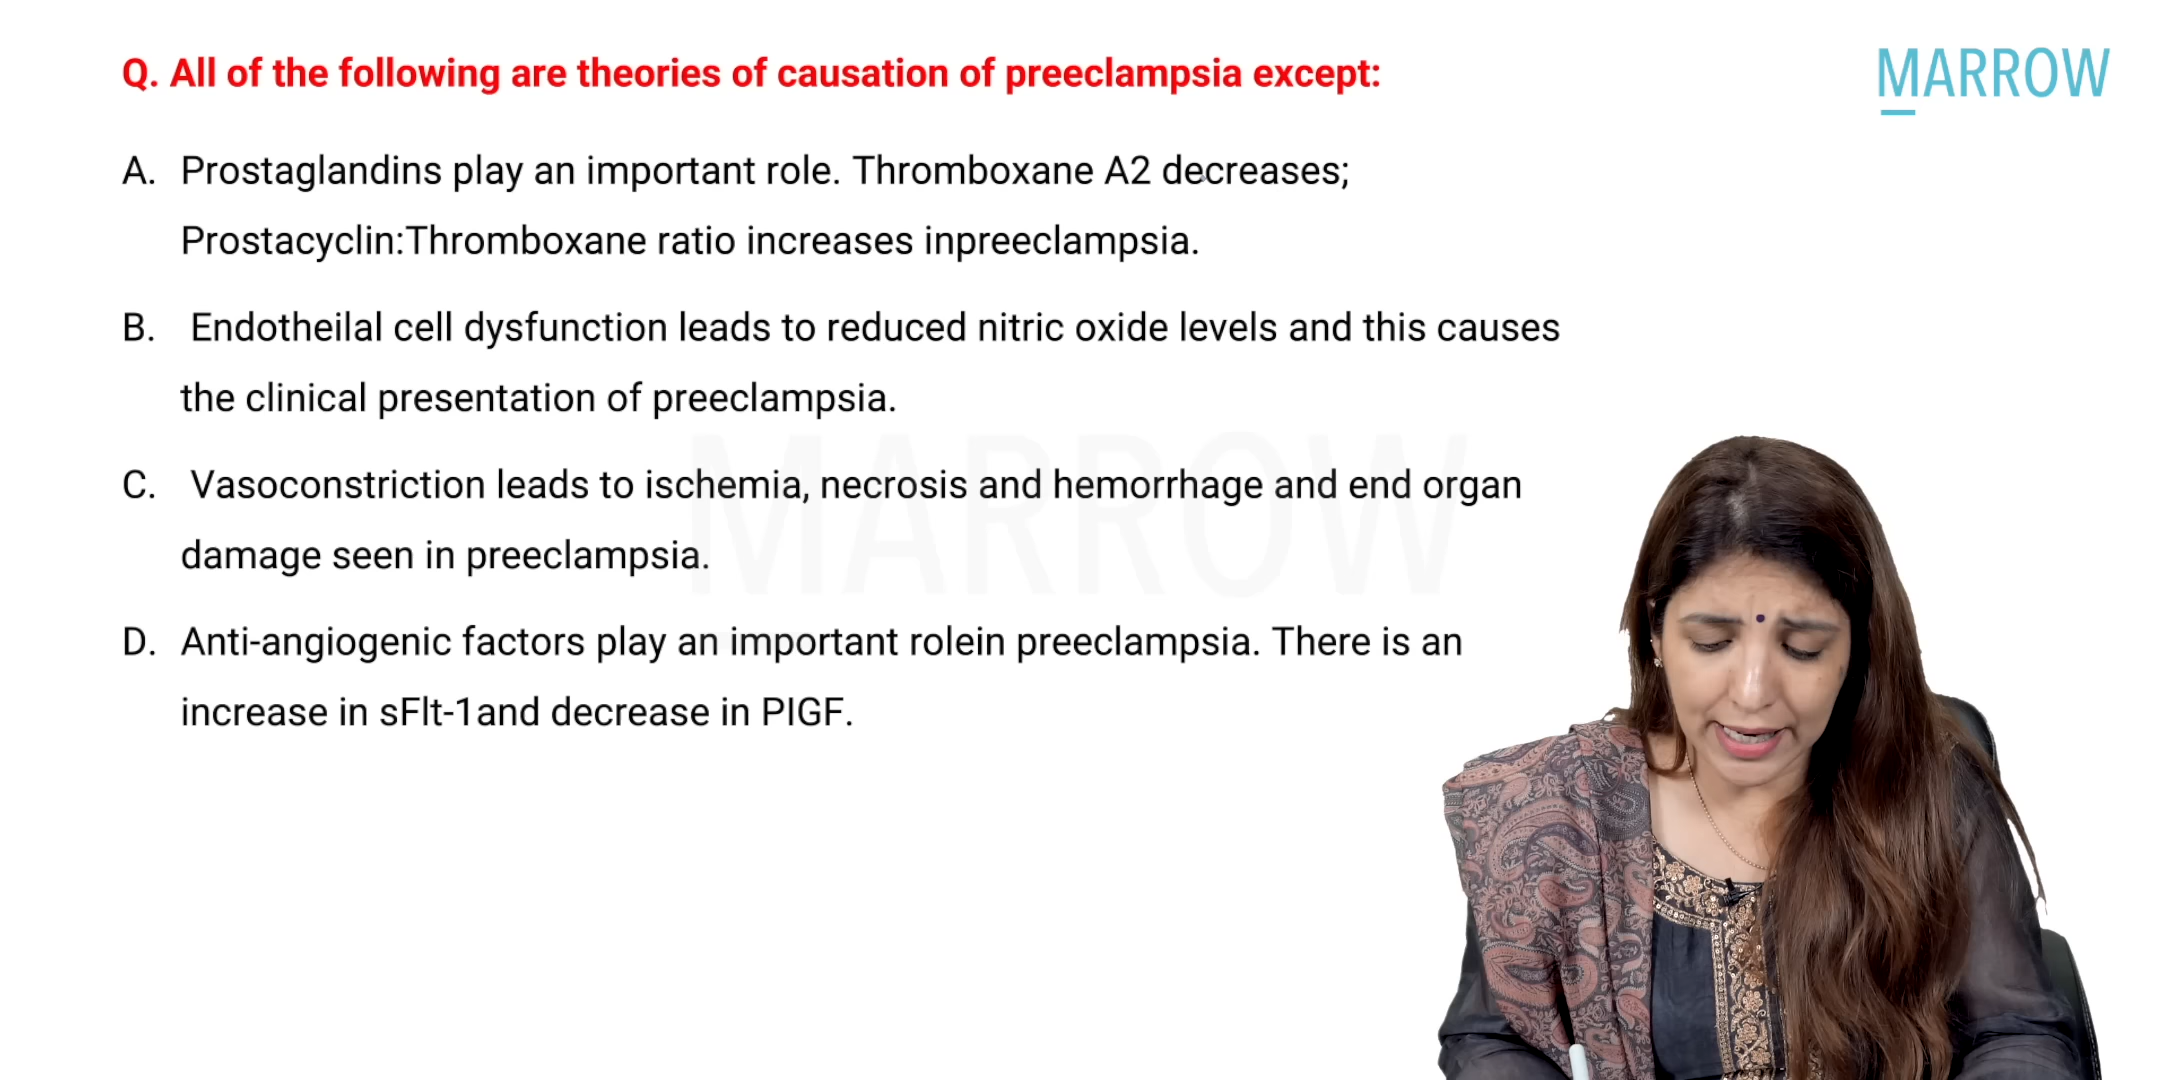 Q. All of the following are theories of causation of preeclampsia except:
MARROW
A. Prostaglandins play an important role. Thromboxane A2 decreases;
Prostacyclin:Thromboxane ratio increases inpreeclampsia.
B. Endotheilal cell dysfunction leads to reduced nitric oxide levels and this causes
the clinical presentation of preeclampsia.
C. Vasoconstriction leads to ischemia, necrosis and hemorrhage and end organ
damage seen in preeclampsia.
D. Anti-angiogenic factors play an important rolein preeclampsia. There is an
increase in sFlt-1and decrease in PIGF.
MARROW